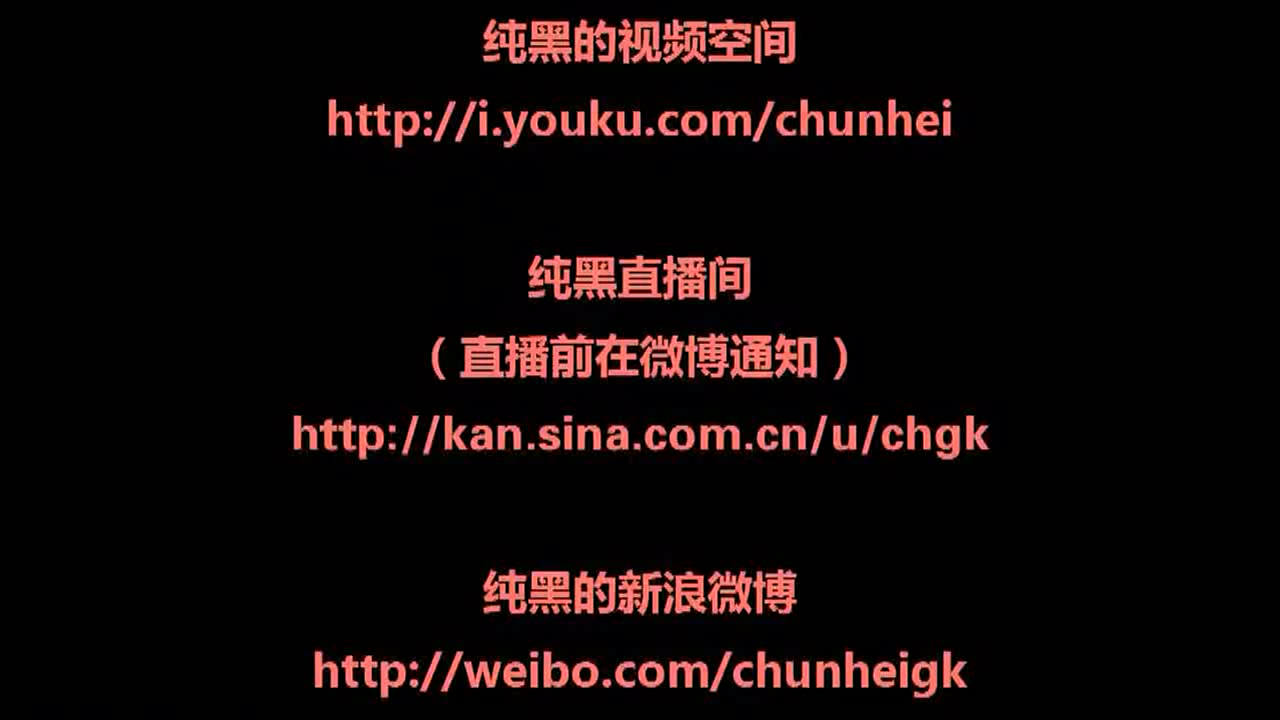 纯黑的视频空间
http://i.youku.com/chunhei
纯黑直播间
（直播前在微博通知）
http://kan.sina.com.cn/u/chgk
纯黑的新浪微博
http://weibo.com/chunheigk